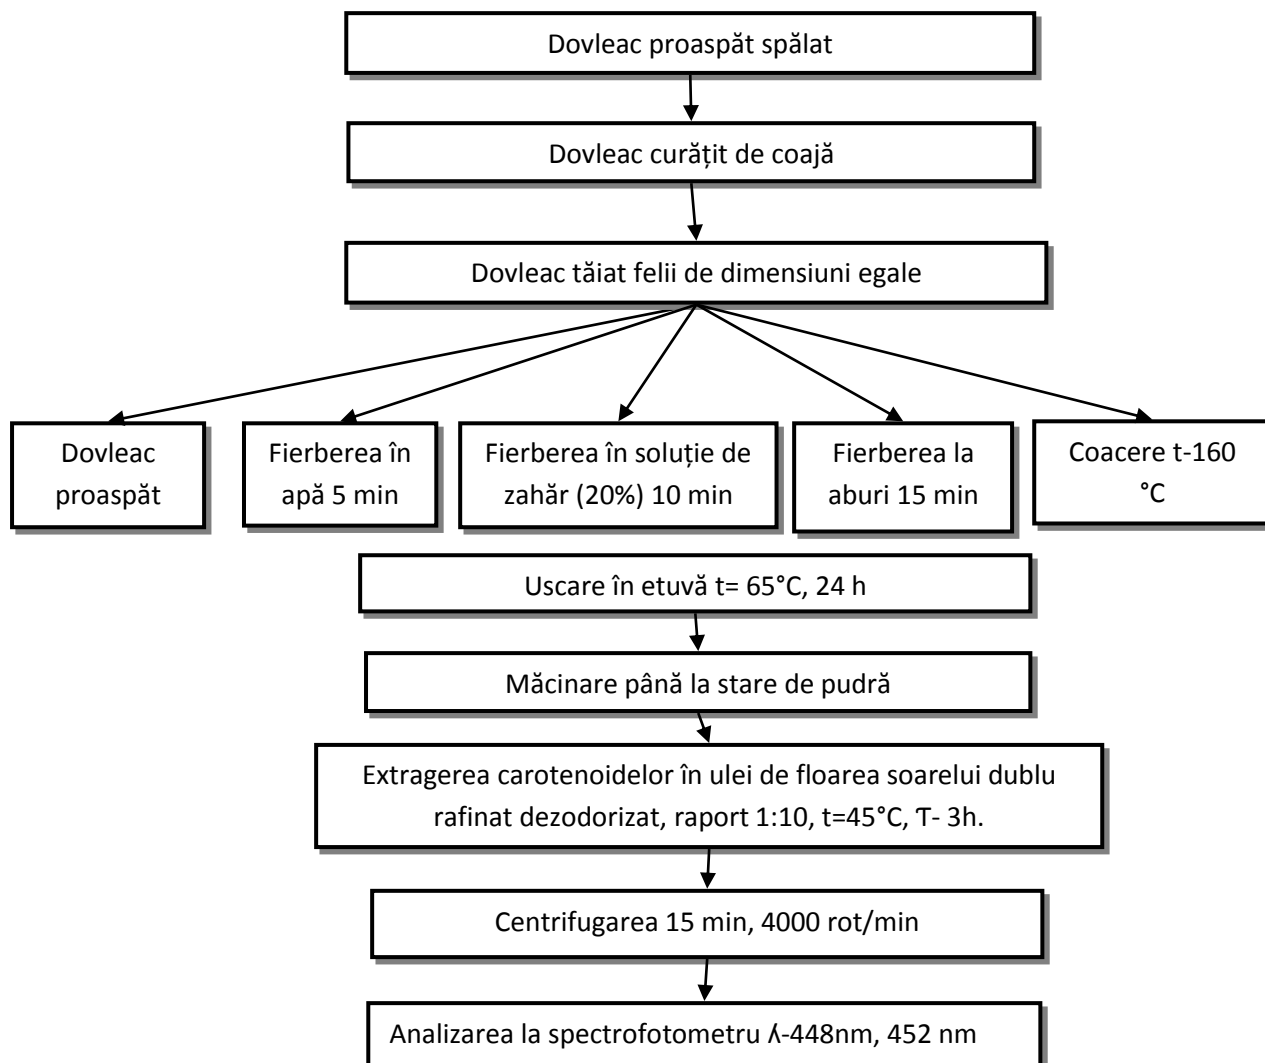 Dovleac proaspăt spălat
Dovleac curățit de coajă
Dovleac tăiat felii de dimensiuni egale
Dovleac
proaspăt
Fierberea în
apă 5 min
Fierberea în soluție de
zahăr (20%) 10 min
Fierberea la
aburi 15 min
Coacere t-160
°C
Uscare în etuvă t= 65°C, 24 h
Măcinare până la stare de pudră
Extragerea carotenoidelor în ulei de floarea soarelui dublu
rafinat dezodorizat, raport 1:10, t=45°C, Ƭ- 3h.
Centrifugarea 15 min, 4000 rot/min
Analizarea la spectrofotometru ʎ-448nm, 452 nm